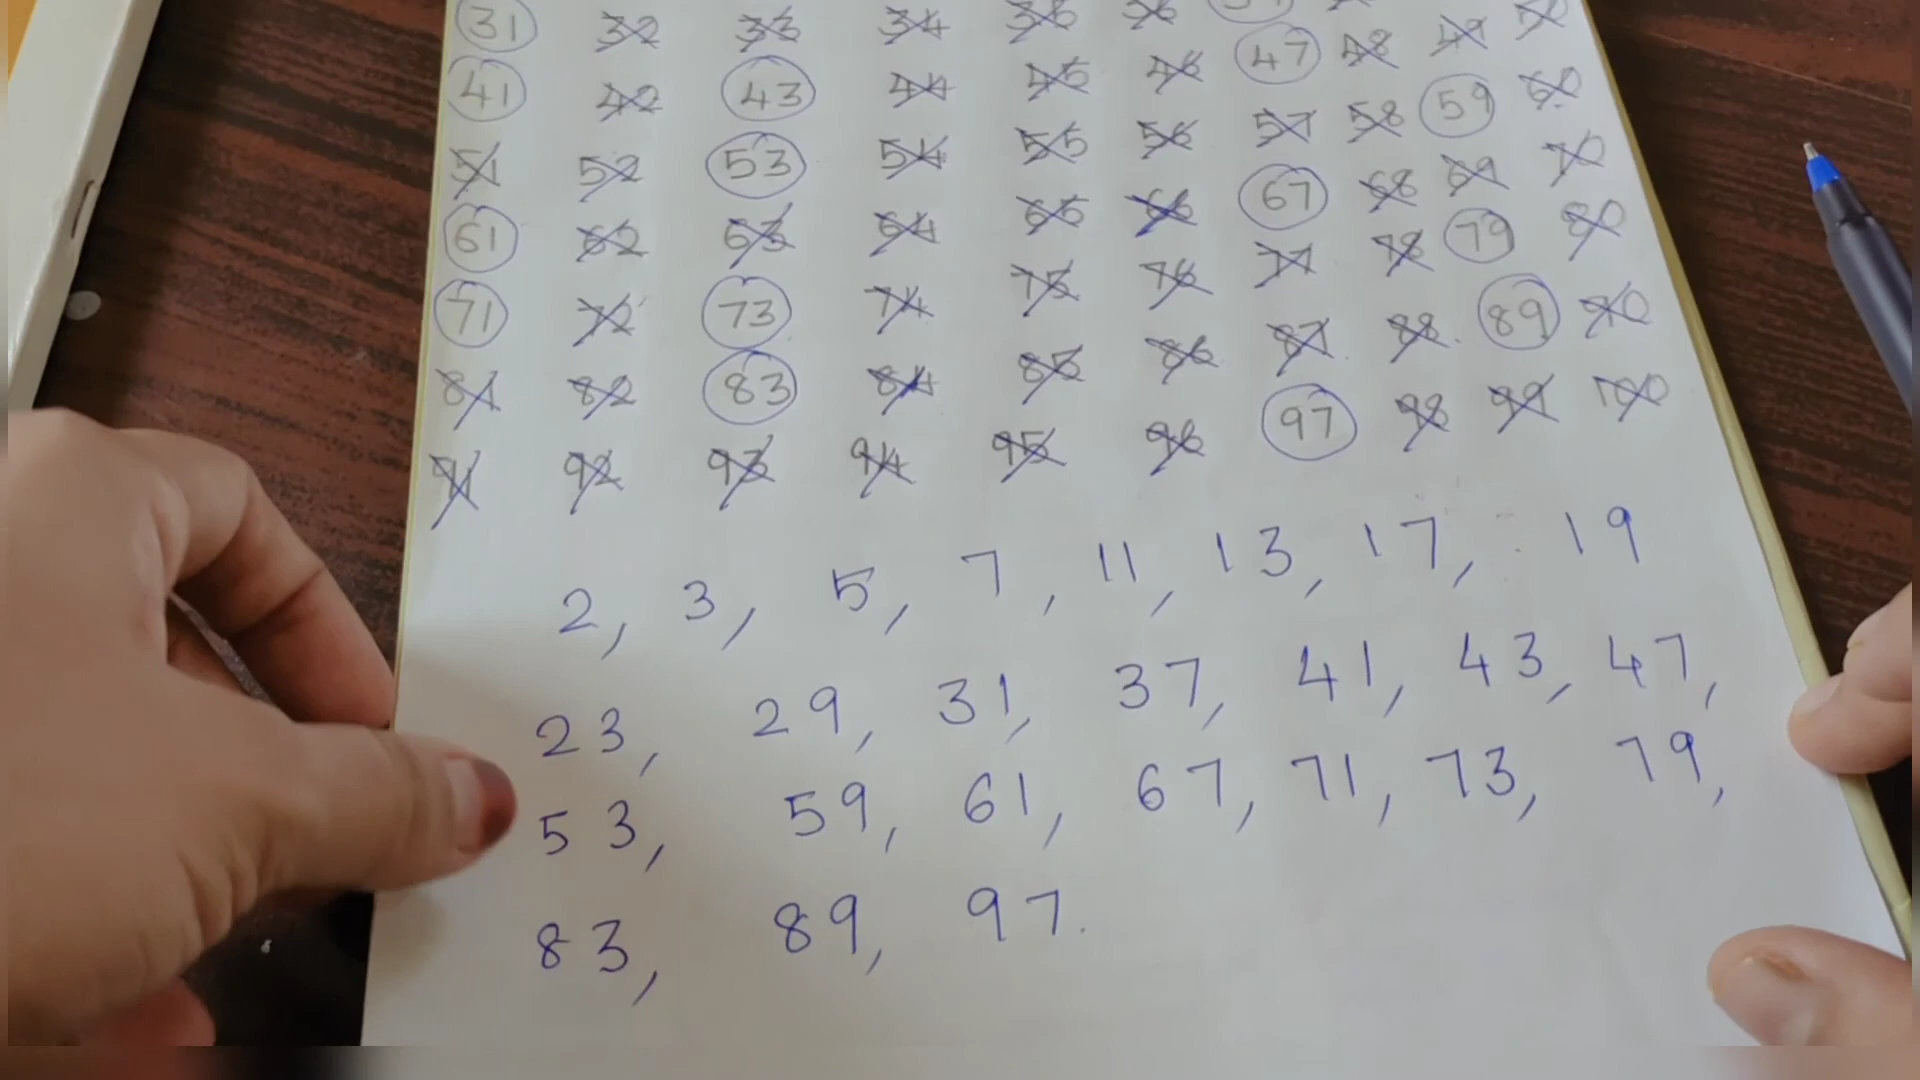 31 32 33 34 35 36 37
41 42 43 44 45 46 47 48 49 50
51 52 53 54 55 56 57 58 59 60
61 62 63 64 65 66 67 68 69 70
71 72 73 74 75 76 77 78 79 80
81 82 83 84 85 86 87 88 89 90
91 92 93 94 95 96 97 98 99 100
2, 3, 5, 7, 11, 13, 17, 19
23, 29, 31, 37, 41, 43, 47,
53, 59, 61, 67, 71, 73, 79,
83, 89, 97.